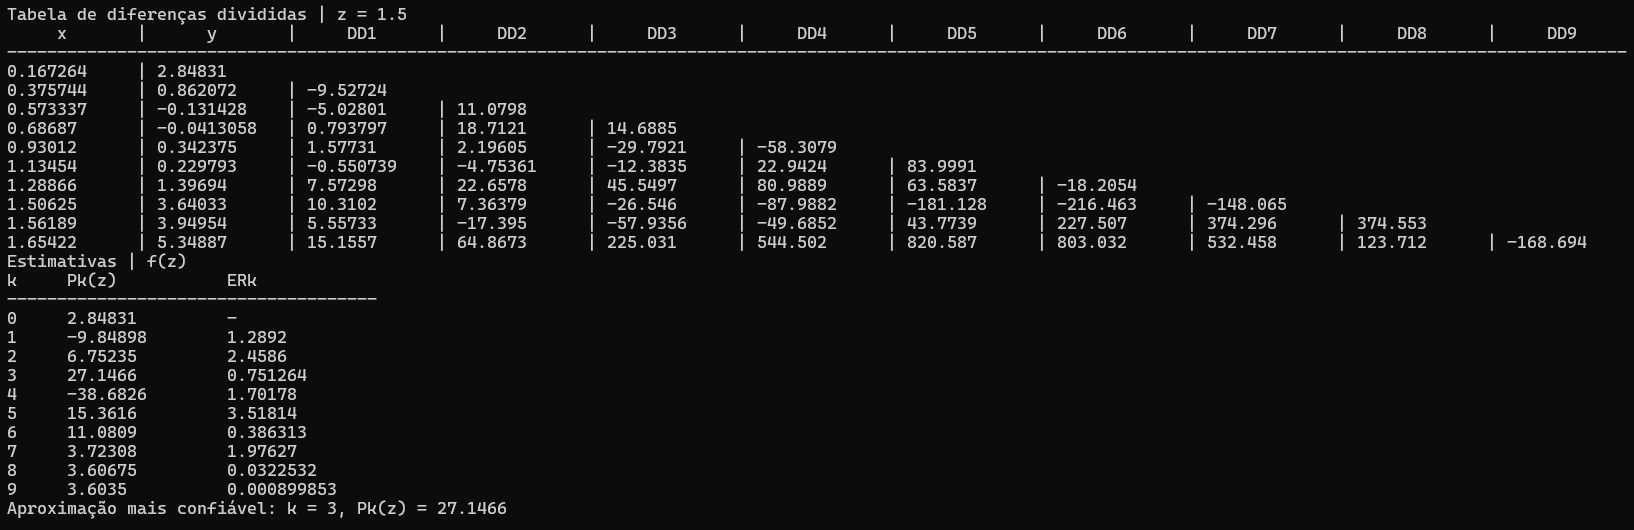 Tabela de diferenças divididas | z = 1.5
x | y | DD1 | DD2 | DD3 | DD4 | DD5 | DD6 | DD7 | DD8 | DD9
0.167264 | 2.84831
0.375744 | 0.862072 | -9.52724
0.573337 | -0.131428 | -5.02801 | 11.0798
0.68687 | -0.0413058 | 0.793797 | 18.7121 | 14.6885
0.93012 | 0.342375 | 1.57731 | 2.19605 | -29.7921 | -58.3079
1.13454 | 0.229793 | -0.550739 | -4.75361 | -12.3835 | 22.9424 | 83.9991
1.28866 | 1.39694 | 7.57298 | 22.6578 | 45.5497 | 80.9889 | 63.5837 | -18.2054
1.50625 | 3.64033 | 10.3102 | 7.36379 | -26.546 | -87.9882 | -181.128 | -216.463 | -148.065
1.56189 | 3.94954 | 5.55733 | -17.395 | -57.9356 | -49.6852 | 43.7739 | 227.507 | 374.296 | 374.553
1.65422 | 5.34887 | 15.1557 | 64.8673 | 225.031 | 544.502 | 820.587 | 803.032 | 532.458 | 123.712 | -168.694
Estimativas | f(z)
k Pk(z) ERk
0 2.84831 -
1 -9.84898 1.2892
2 6.75235 2.4586
3 27.1466 0.751264
4 -38.6826 1.70178
5 15.3616 3.51814
6 11.0809 0.386313
7 3.72308 1.97627
8 3.60675 0.0322532
9 3.6035 0.000899853
Aproximação mais confiável: k = 3, Pk(z) = 27.1466